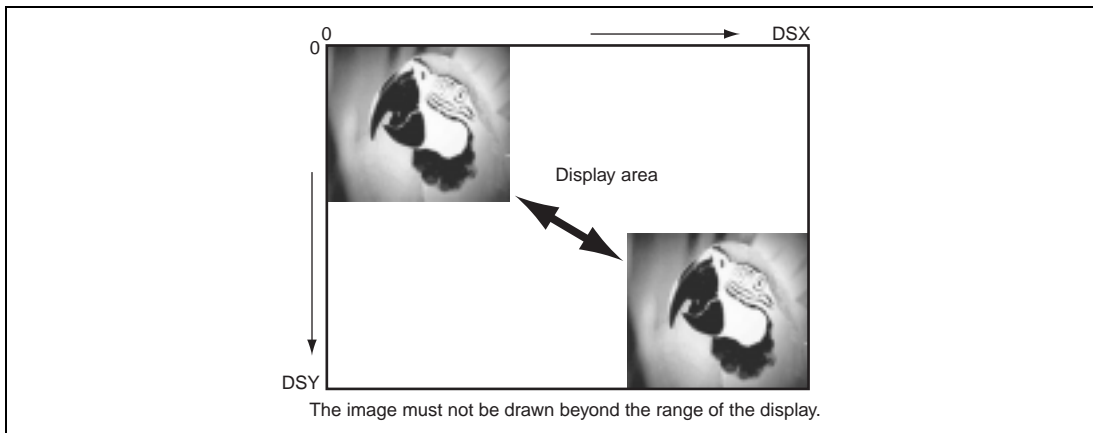 0
DSX
0
Display area
DSY
The image must not be drawn beyond the range of the display.